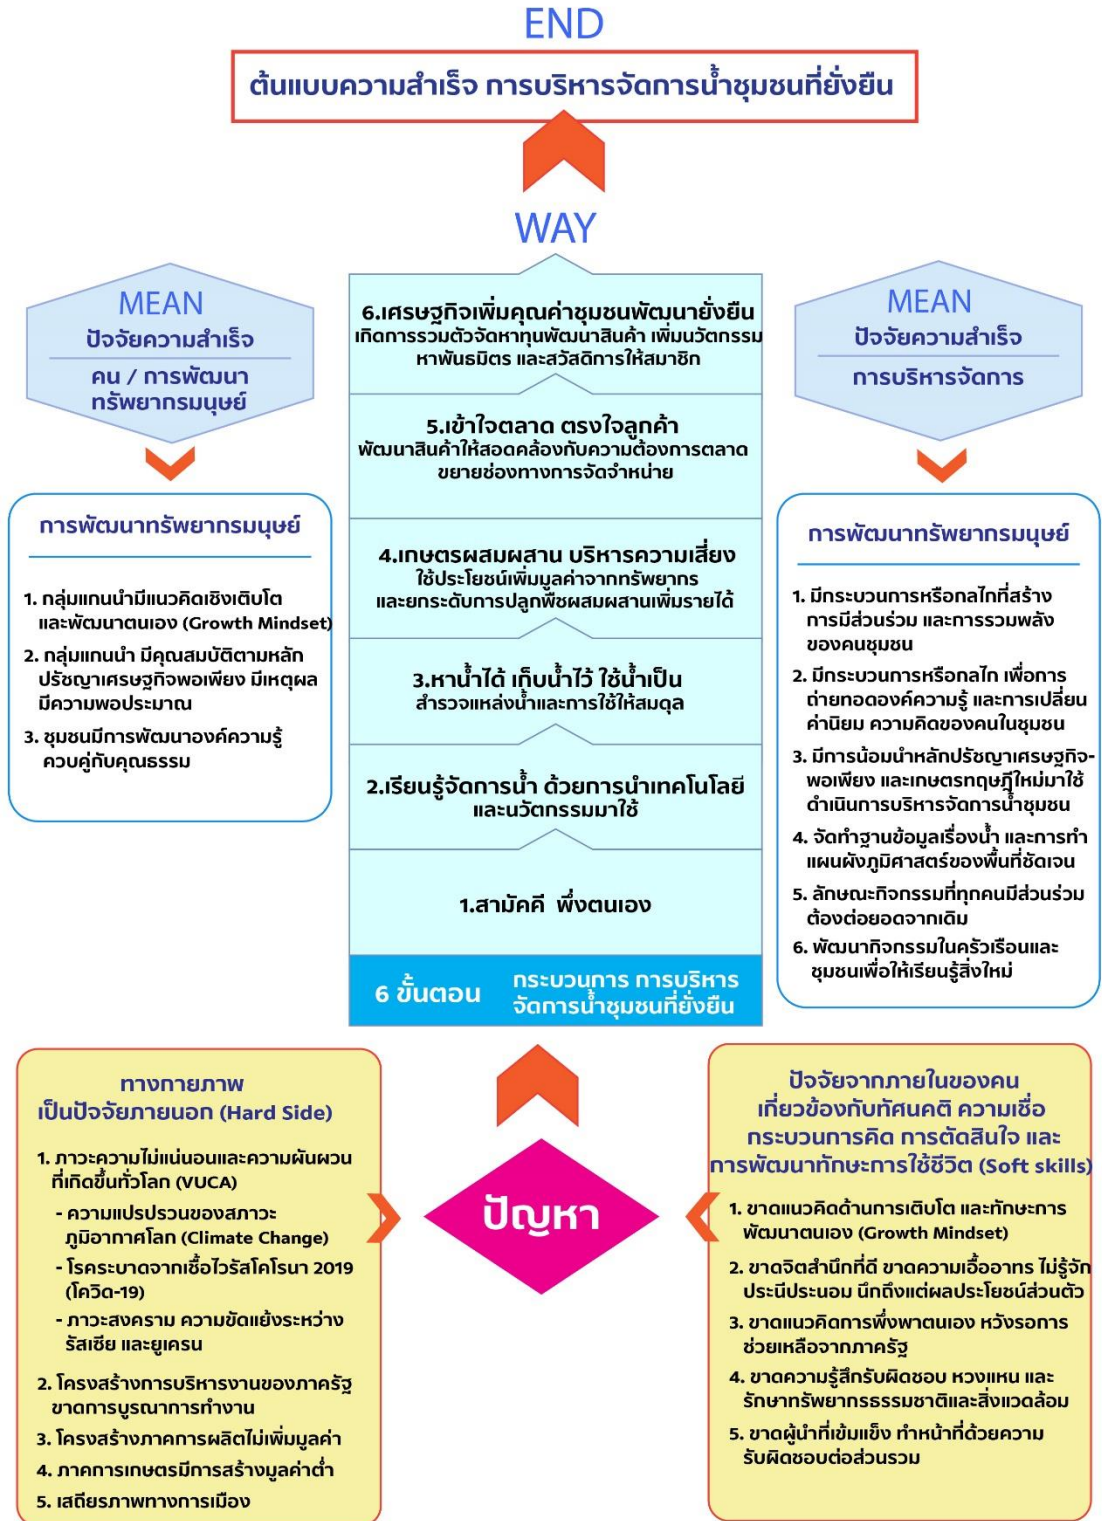 END
ต้นแบบความสำเร็จ การบริหารจัดการน้ำชุมชนที่ยั่งยืน
WAY
MEAN
ปัจจัยความสำเร็จ
คน / การพัฒนา
ทรัพยากรมนุษย์
การพัฒนาทรัพยากรมนุษย์
1. กลุ่มแกนนำมีแนวคิดเชิงเติบโต
และพัฒนาตนเอง (Growth Mindset)
2. กลุ่มแกนนำ มีคุณสมบัติตามหลัก
ปรัชญาเศรษฐกิจพอเพียง มีเหตุผล
มีความพอประมาณ
3. ชุมชนมีการพัฒนาองค์ความรู้
ควบคู่กับคุณธรรม
6.เศรษฐกิจเพิ่มคุณค่าชุมชนพัฒนายั่งยืน
เกิดการรวมตัวจัดหาทุนพัฒนาสินค้า เพิ่มนวัตกรรม
หาพันธมิตร และสวัสดิการให้สมาชิก
5.เข้าใจตลาด ตรงใจลูกค้า
พัฒนาสินค้าให้สอดคล้องกับความต้องการตลาด
ขยายช่องทางการจัดจำหน่าย
4.เกษตรผสมผสาน บริหารความเสี่ยง
ใช้ประโยชน์เพิ่มมูลค่าจากทรัพยากร
และยกระดับการปลูกพืชผสมผสานเพิ่มรายได้
3.หาน้ำได้ เก็บน้ำไว้ ใช้น้ำเป็น
สำรวจแหล่งน้ำและการใช้ให้สมดุล
2.เรียนรู้จัดการน้ำ ด้วยการนำเทคโนโลยี
และนวัตกรรมมาใช้
1.สามัคคี พึ่งตนเอง
6 ขั้นตอน
กระบวนการ การบริหาร
จัดการน้ำชุมชนที่ยั่งยืน
MEAN
ปัจจัยความสำเร็จ
การบริหารจัดการ
การพัฒนาทรัพยากรมนุษย์
1. มีกระบวนการหรือกลไกที่สร้าง
การมีส่วนร่วม และการรวมพลัง
ของคนชุมชน
2. มีกระบวนการหรือกลไก เพื่อการ
ถ่ายทอดองค์ความรู้ และการเปลี่ยน
ค่านิยม ความคิดของคนในชุมชน
3. มีการน้อมนำหลักปรัชญาเศรษฐกิจ-
พอเพียง และเกษตรทฤษฎีใหม่มาใช้
ดำเนินการบริหารจัดการน้ำชุมชน
4. จัดทำฐานข้อมูลเรื่องน้ำ และการทำ
แผนผังภูมิศาสตร์ของพื้นที่ชัดเจน
5. ลักษณะกิจกรรมที่ทุกคนมีส่วนร่วม
ต้องต่อยอดจากเดิม
6. พัฒนากิจกรรมในครัวเรือนและ
ชุมชนเพื่อให้เรียนรู้สิ่งใหม่
ทางกายภาพ
เป็นปัจจัยภายนอก (Hard Side)
1. ภาวะความไม่แน่นอนและความผันผวน
ที่เกิดขึ้นทั่วโลก (VUCA)
- ความแปรปรวนของสภาวะ
ภูมิอากาศโลก (Climate Change)
- โรคระบาดจากเชื้อไวรัสโคโรนา 2019
(โควิด-19)
- ภาวะสงคราม ความขัดแย้งระหว่าง
รัสเซีย และยูเครน
2. โครงสร้างการบริหารงานของภาครัฐ
ขาดการบูรณาการทำงาน
3. โครงสร้างภาคการผลิตไม่เพิ่มมูลค่า
4. ภาคการเกษตรมีการสร้างมูลค่าต่ำ
5. เสถียรภาพทางการเมือง
ปัญหา
ปัจจัยจากภายในของคน
เกี่ยวข้องกับทัศนคติ ความเชื่อ
กระบวนการคิด การตัดสินใจ และ
การพัฒนาทักษะการใช้ชีวิต (Soft skills)
1. ขาดแนวคิดด้านการเติบโต และทักษะการ
พัฒนาตนเอง (Growth Mindset)
2. ขาดจิตสำนึกที่ดี ขาดความเอื้ออาทร ไม่รู้จัก
ประนีประนอม นึกถึงแต่ผลประโยชน์ส่วนตัว
3. ขาดแนวคิดการพึ่งพาตนเอง หวังรอการ
ช่วยเหลือจากภาครัฐ
4. ขาดความรู้สึกรับผิดชอบ หวงแหน และ
รักษาทรัพยากรธรรมชาติและสิ่งแวดล้อม
5. ขาดผู้นำที่เข้มแข็ง ทำหน้าที่ด้วยความ
รับผิดชอบต่อส่วนรวม